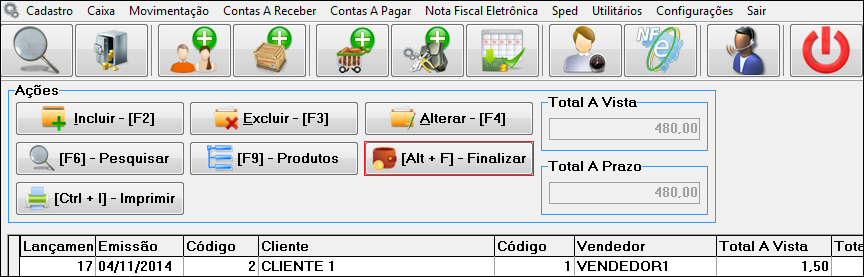 Cadastro Caixa Movimentação Contas A Receber Contas A Pagar Nota Fiscal Eletrônica Sped Utilitários Configurações Sair
NF
e
Ações
Incluir - [F2] Excluir - [F3] Alterar - [F4]
[F6] - Pesquisar [F9] - Produtos [Alt + F] - Finalizar
[Ctrl + I] - Imprimir
Total A Vista
480,00
Total A Prazo
480,00
Lançamen Emissão Código Cliente Código Vendedor Total A Vista Tota
17 04/11/2014 2 CLIENTE 1 1 VENDEDOR1 1,50